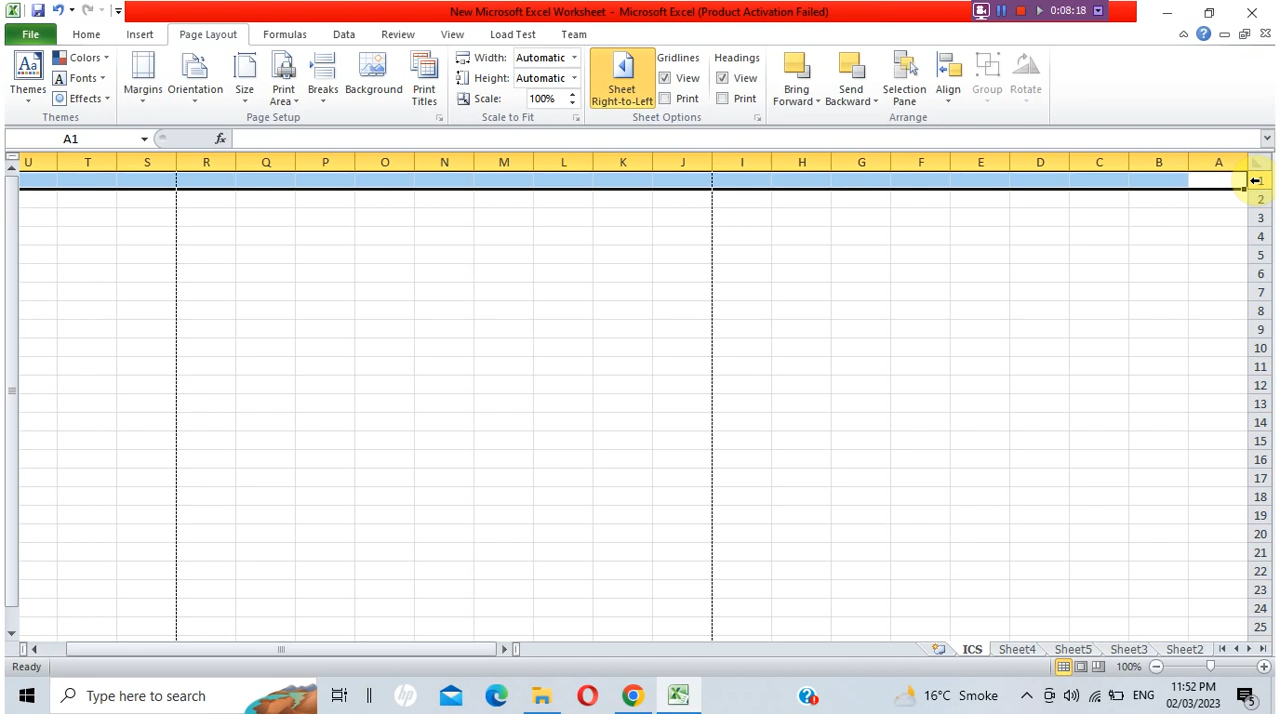 New Microsoft Excel Worksheet - Microsoft Excel (Product Activation Failed)
0:08:18
File Home Insert Page Layout Formulas Data Review View Load Test Team
Themes Colors Fonts Effects Themes
Margins Orientation Size Print Area Breaks Background Print Titles Page Setup
Width: Automatic
Height: Automatic
Scale: 100%
Scale to Fit
Sheet Right-to-Left Gridlines View Print Headings View Print Sheet Options
Bring Forward Send Backward Selection Pane Align Group Rotate Arrange
A1 fx
U T S R Q P O N M L K J I H G F E D C B A
1
2
3
4
5
6
7
8
9
10
11
12
13
14
15
16
17
18
19
20
21
22
23
24
25
ICS Sheet4 Sheet5 Sheet3 Sheet2
Ready 100%
Type here to search 16°C Smoke ENG 11:52 PM
02/03/2023 5